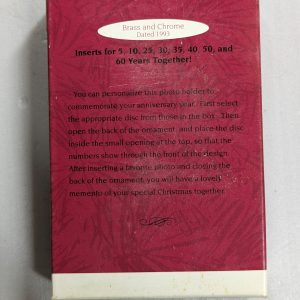 Brass and Chrome
Dated 1993
Inserts for 5, 10, 25, 30, 35, 40 50, and
60 Years Together!
You can personalize this photo holder to
commemorate your anniversary year. First select
the appropriate disc from those in the box. Then
open the back of the ornament, and place the disc
inside the small opening at the top, so that the
numbers show through the front of the design.
After inserting a favorite photo and closing the
back of the ornament, you will have a lovely
memento of your special Christmas together.